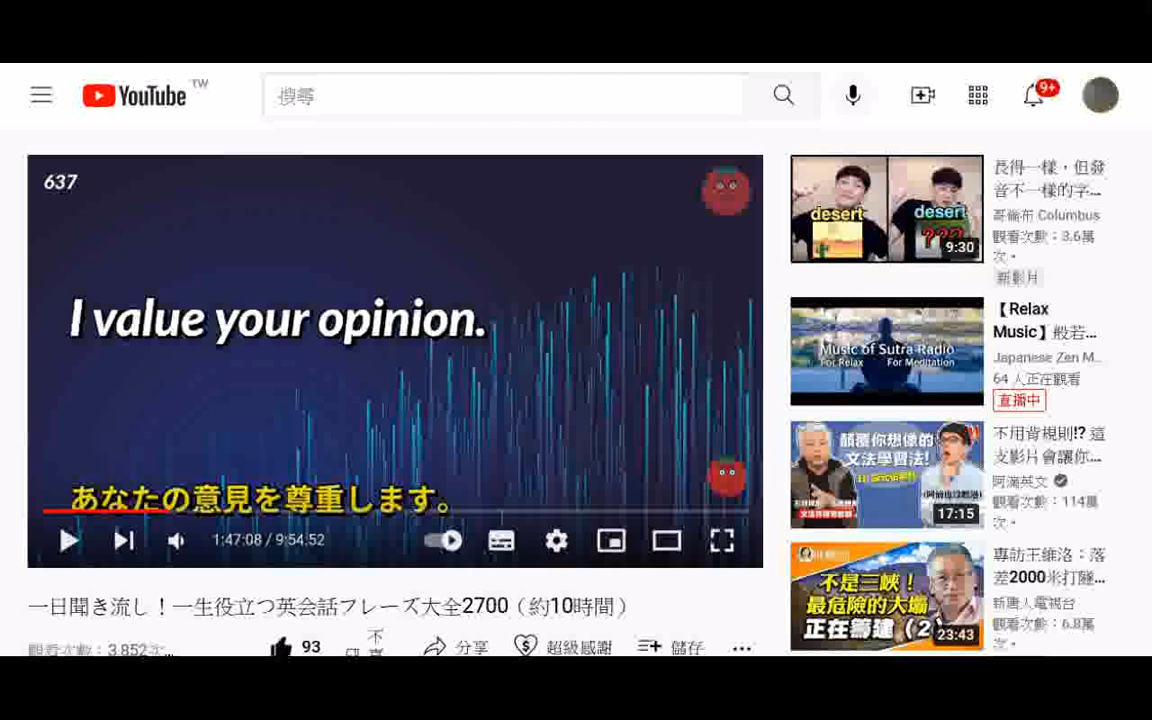 YouTube TW
搜尋
9+
637
I value your opinion.
あなたの意見を尊重します。
1:47:08 / 9:54:52
一日聞き流し！一生役立つ英会話フレーズ大全2700（約10時間）
觀看次數：3,852次
93
分享
超級感謝
儲存
desert
desert
???
9:30
長得一樣，但發
音不一樣的字...
哥倫布 Columbus
觀看次數：3.6萬
次·
新影片
Music of Sutra Radio
For Relax For Meditation
【Relax
Music】般若...
Japanese Zen M...
64 人正在觀看
直播中
顛覆你想像的
文法學習法!
17:15
不用背規則!? 這
支影片會讓你...
阿滴英文
觀看次數：114萬
次·
不是三峽！
最危險的大壩
正在籌建（2）
23:43
專訪王維洛：落
差2000米打隧...
新唐人電視台
觀看次數：6.8萬
次·